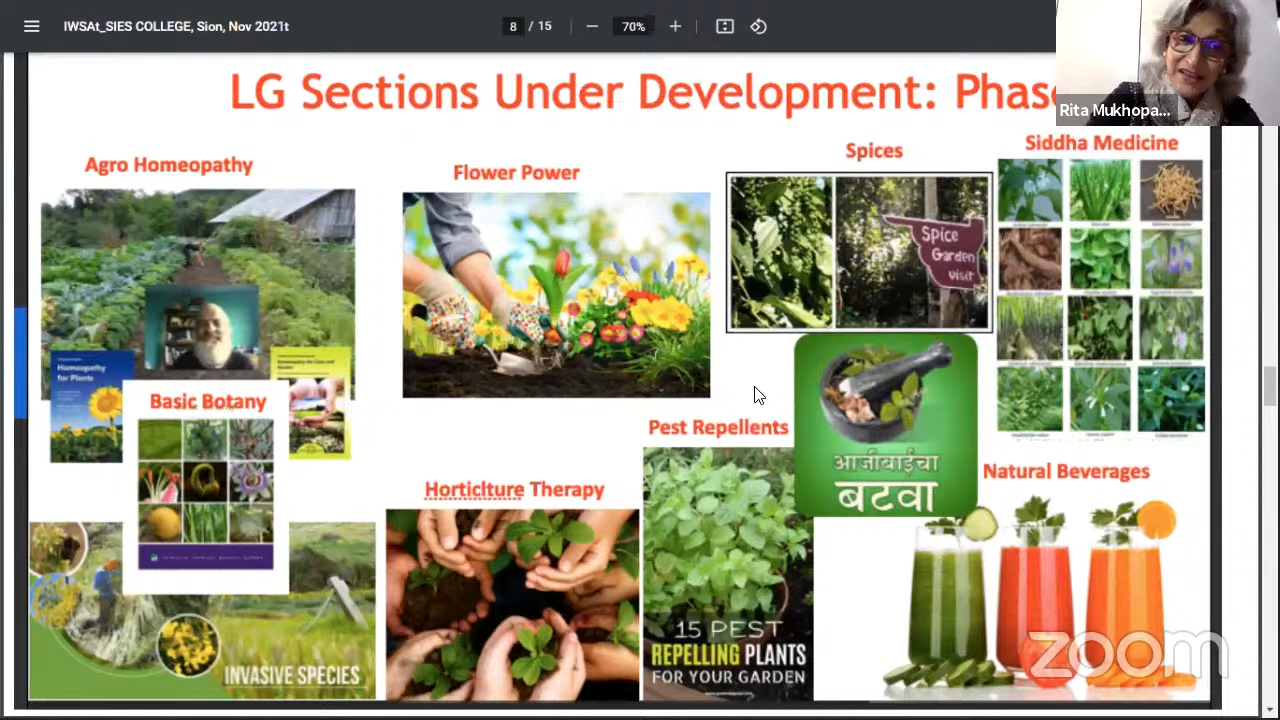 IWSAt_SIES COLLEGE, Sion, Nov 2021t
8 / 15
70%
Rita Mukhopa...
LG Sections Under Development: Phase
Agro Homeopathy
Flower Power
Spices
Siddha Medicine
Spice
Garden
visit
Homeopathy
for Plants
Basic Botany
Pest Repellents
आजीबाईचा
बटवा
Natural Beverages
Horticlture Therapy
15 PEST
REPELLING PLANTS
FOR YOUR GARDEN
INVASIVE SPECIES
zoom